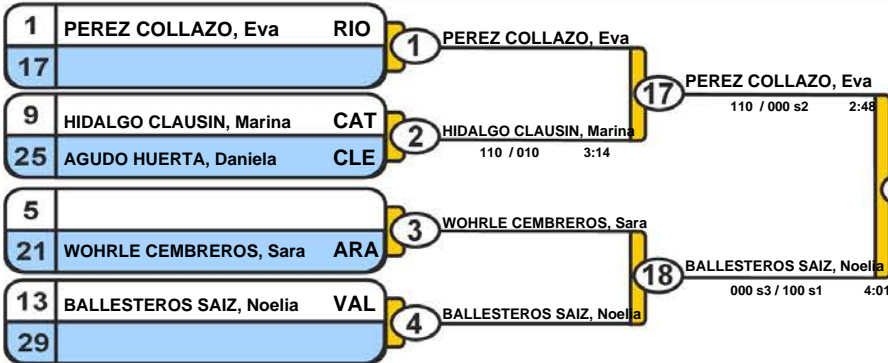 1 PEREZ COLLAZO, Eva RIO
17
1 PEREZ COLLAZO, Eva
9 HIDALGO CLAUSIN, Marina CAT
25 AGUDO HUERTA, Daniela CLE
2 HIDALGO CLAUSIN, Marina
110 / 010 3:14
17 PEREZ COLLAZO, Eva
110 / 000 s2 2:48
5
21 WOHRLE CEMBREROS, Sara ARA
3 WOHRLE CEMBREROS, Sara
13 BALLESTEROS SAIZ, Noelia VAL
29
4 BALLESTEROS SAIZ, Noelia
18 BALLESTEROS SAIZ, Noelia
000 s3 / 100 s1 4:01